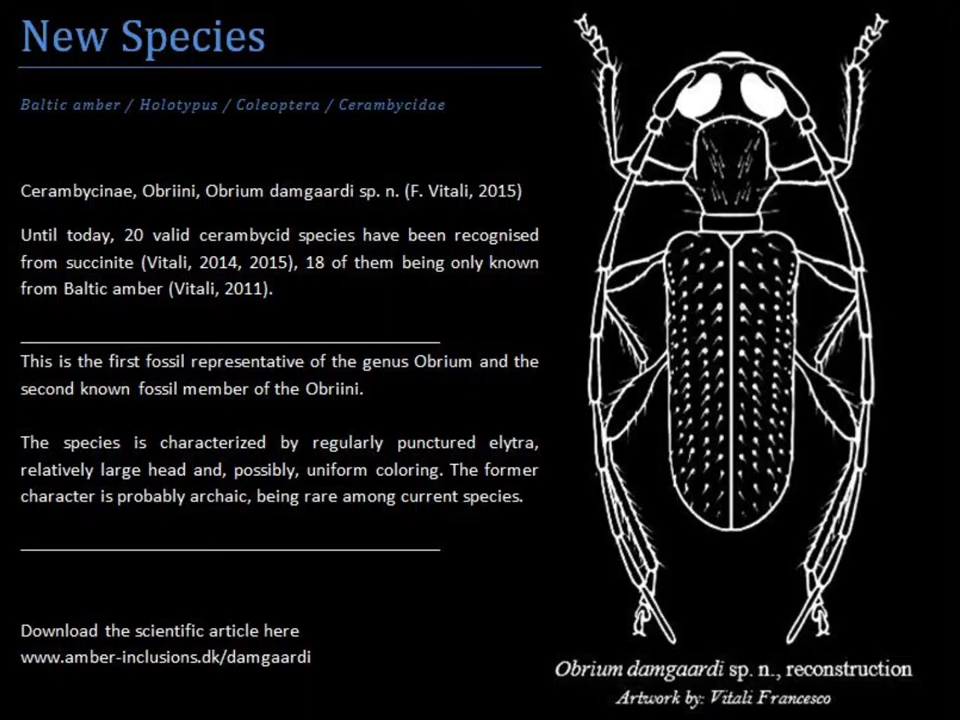 New Species
Baltic amber / Holotypus / Coleoptera / Cerambycidae
Cerambycinae, Obriini, Obrium damgaardi sp. n. (F. Vitali, 2015)
Until today, 20 valid cerambycid species have been recognised
from succinite (Vitali, 2014, 2015), 18 of them being only known
from Baltic amber (Vitali, 2011).
This is the first fossil representative of the genus Obrium and the
second known fossil member of the Obriini.
The species is characterized by regularly punctured elytra,
relatively large head and, possibly, uniform coloring. The former
character is probably archaic, being rare among current species.
Download the scientific article here
www.amber-inclusions.dk/damgaardi
Obrium damgaardi sp. n., reconstruction
Artwork by: Vitali Francesco